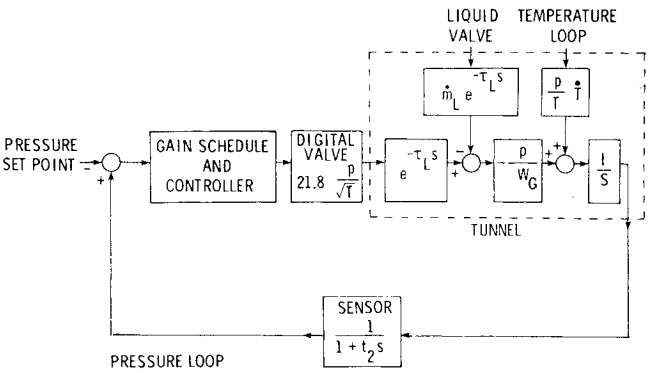 LIQUID VALVE
TEMPERATURE LOOP
ṁ_L e^{-τ_L s}
p/T Ṫ
PRESSURE
SET POINT
-
+
GAIN SCHEDULE
AND
CONTROLLER
DIGITAL
VALVE
21.8 p/√T
e^{-τ_L s}
-
+
p/W_G
+
+
1/S
TUNNEL
SENSOR
1/(1 + t_2 s)
PRESSURE LOOP